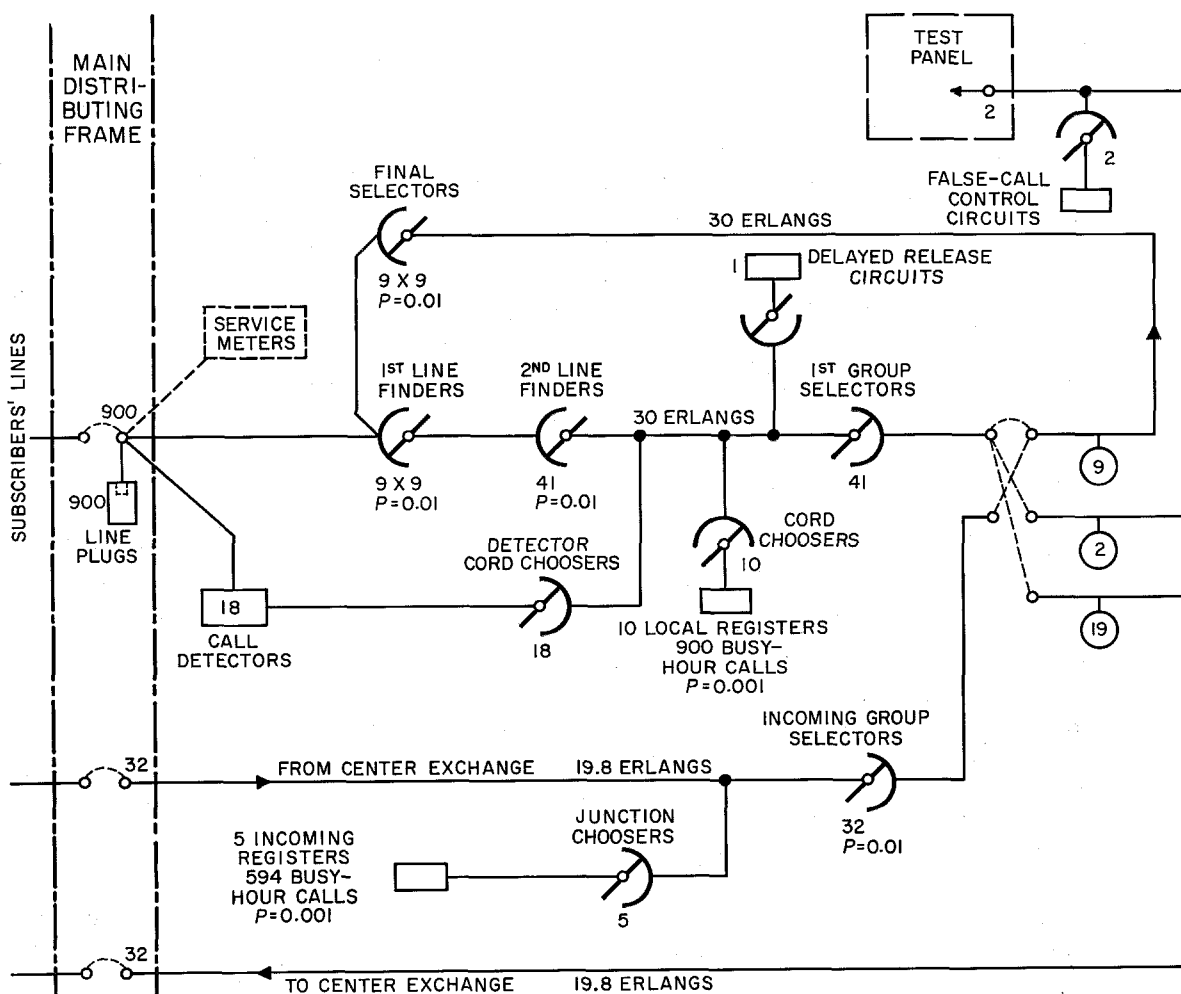 MAIN
DISTRI-
BUTING
FRAME
TEST
PANEL
2
2
FALSE-CALL
CONTROL
CIRCUITS
FINAL
SELECTORS
9 X 9
P=0.01
30 ERLANGS
1
DELAYED RELEASE
CIRCUITS
SERVICE
METERS
SUBSCRIBERS' LINES
900
900
LINE
PLUGS
1ST LINE
FINDERS
9 X 9
P=0.01
2ND LINE
FINDERS
41
P=0.01
30 ERLANGS
1ST GROUP
SELECTORS
41
9
2
19
CORD
CHOOSERS
10
10 LOCAL REGISTERS
900 BUSY-
HOUR CALLS
P=0.001
DETECTOR
CORD CHOOSERS
18
18
CALL
DETECTORS
INCOMING GROUP
SELECTORS
32
P=0.01
32
FROM CENTER EXCHANGE 19.8 ERLANGS
JUNCTION
CHOOSERS
5
5 INCOMING
REGISTERS
594 BUSY-
HOUR CALLS
P=0.001
32
TO CENTER EXCHANGE 19.8 ERLANGS